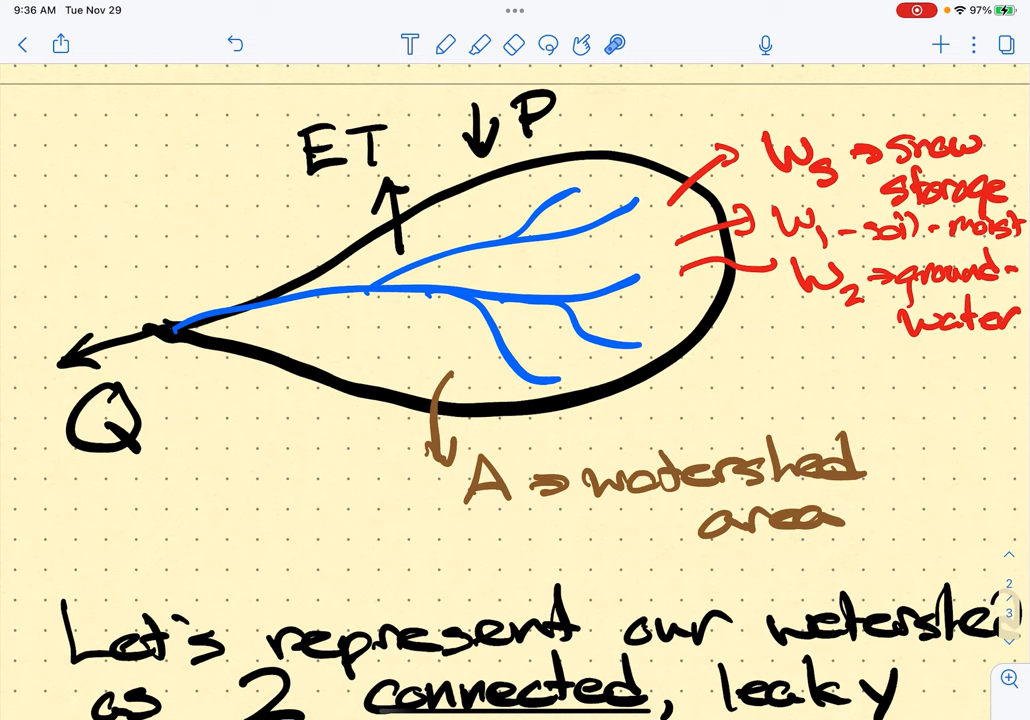 9:36 AM Tue Nov 29
97%
T
ET
P
Ws ⇒ snow
storage
W1 - soil - moist
W2 ⇒ ground-
water
Q
A ⇒ watershed
area
2
3
Let's represent our watershed
as 2 connected, leaky